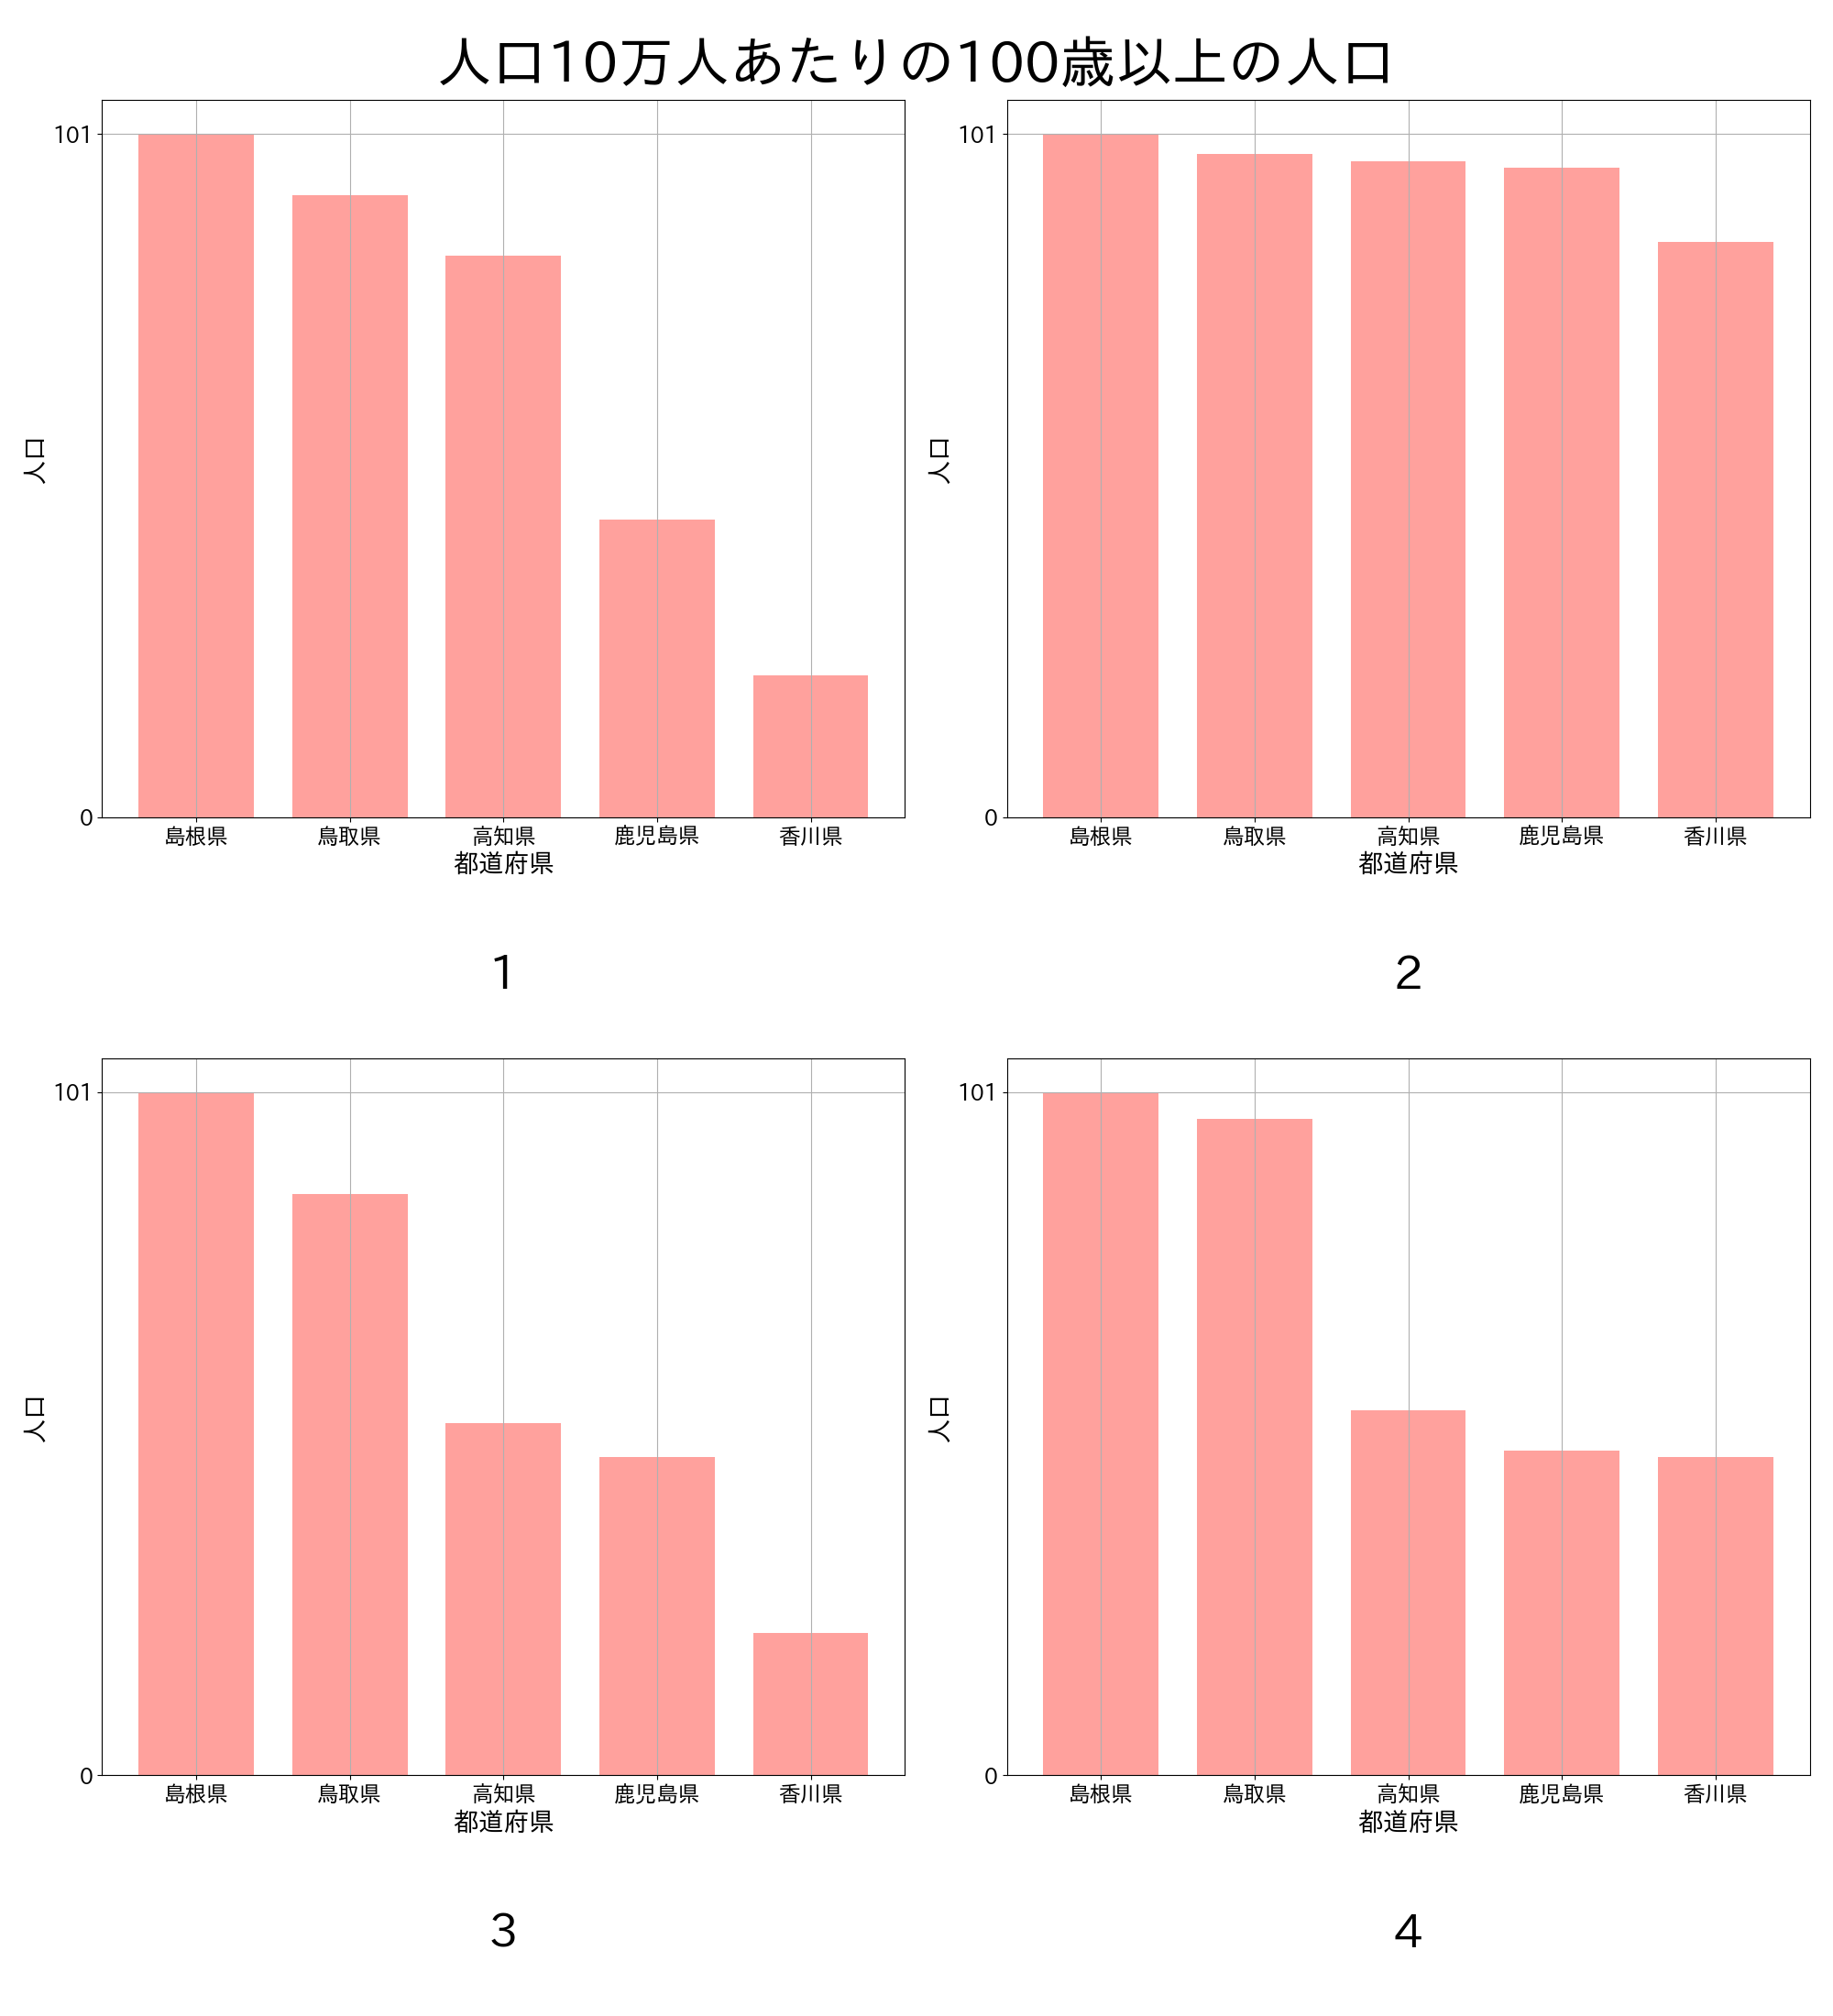 人口10万人あたりの100歳以上の人口
101
人口
0
島根県 鳥取県 高知県 鹿児島県 香川県
都道府県
1
101
人口
0
島根県 鳥取県 高知県 鹿児島県 香川県
都道府県
2
101
人口
0
島根県 鳥取県 高知県 鹿児島県 香川県
都道府県
3
101
人口
0
島根県 鳥取県 高知県 鹿児島県 香川県
都道府県
4